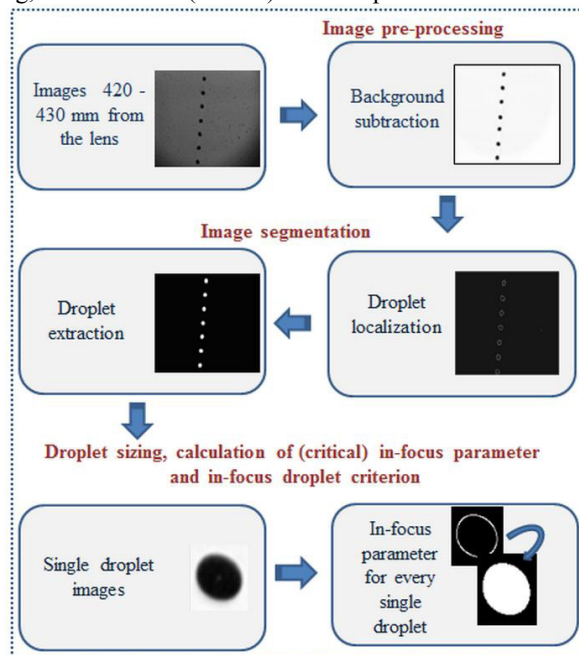 g,
Image pre-processing
Images 420 -
430 mm from
the lens
Background
subtraction
Image segmentation
Droplet
extraction
Droplet
localization
Droplet sizing, calculation of (critical) in-focus parameter
and in-focus droplet criterion
Single droplet
images
In-focus
parameter
for every
single
droplet